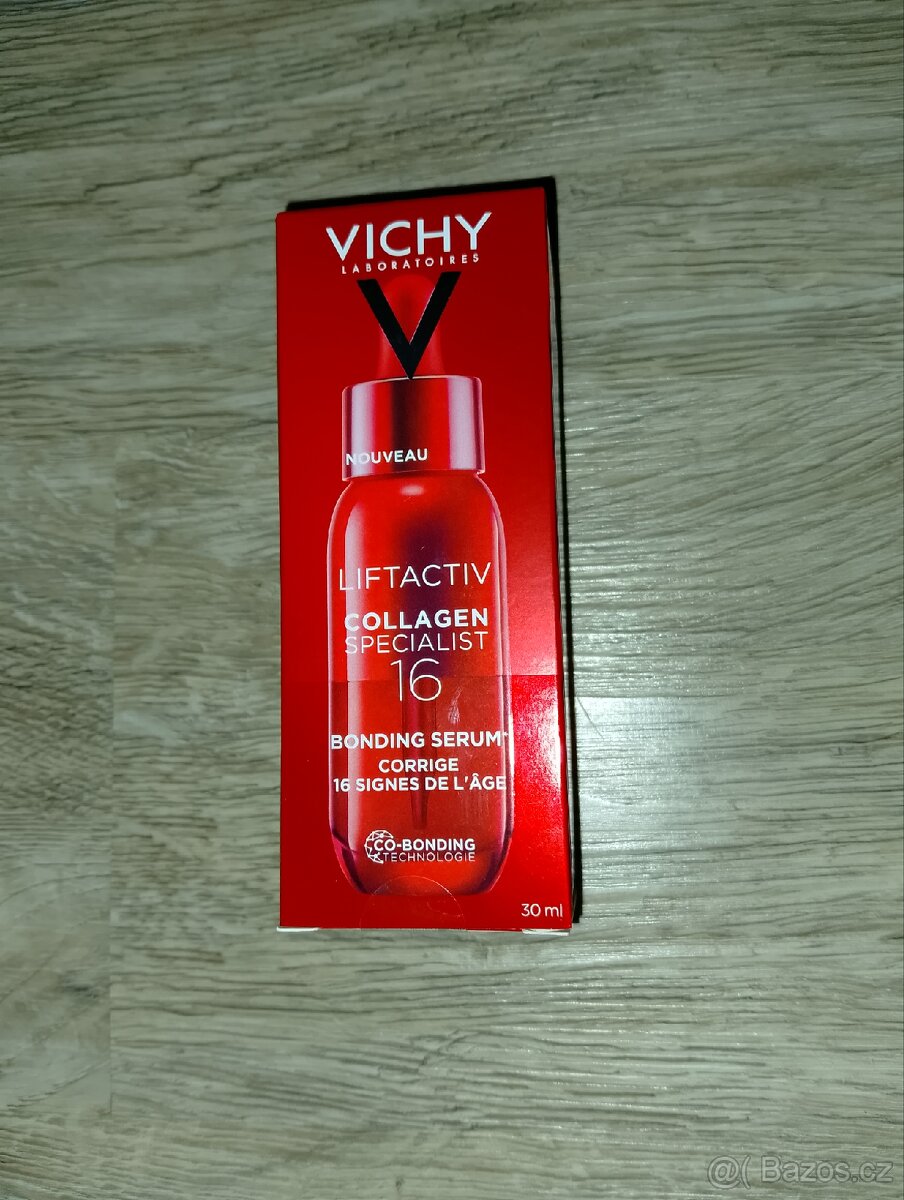 VICHY
LABORATOIRES
NOUVEAU
LIFTACTIV
COLLAGEN
SPECIALIST
16
BONDING SERUM*
CORRIGE
16 SIGNES DE L'ÂGE
CO-BONDING
TECHNOLOGIE
30 ml
@( Bazos.cz